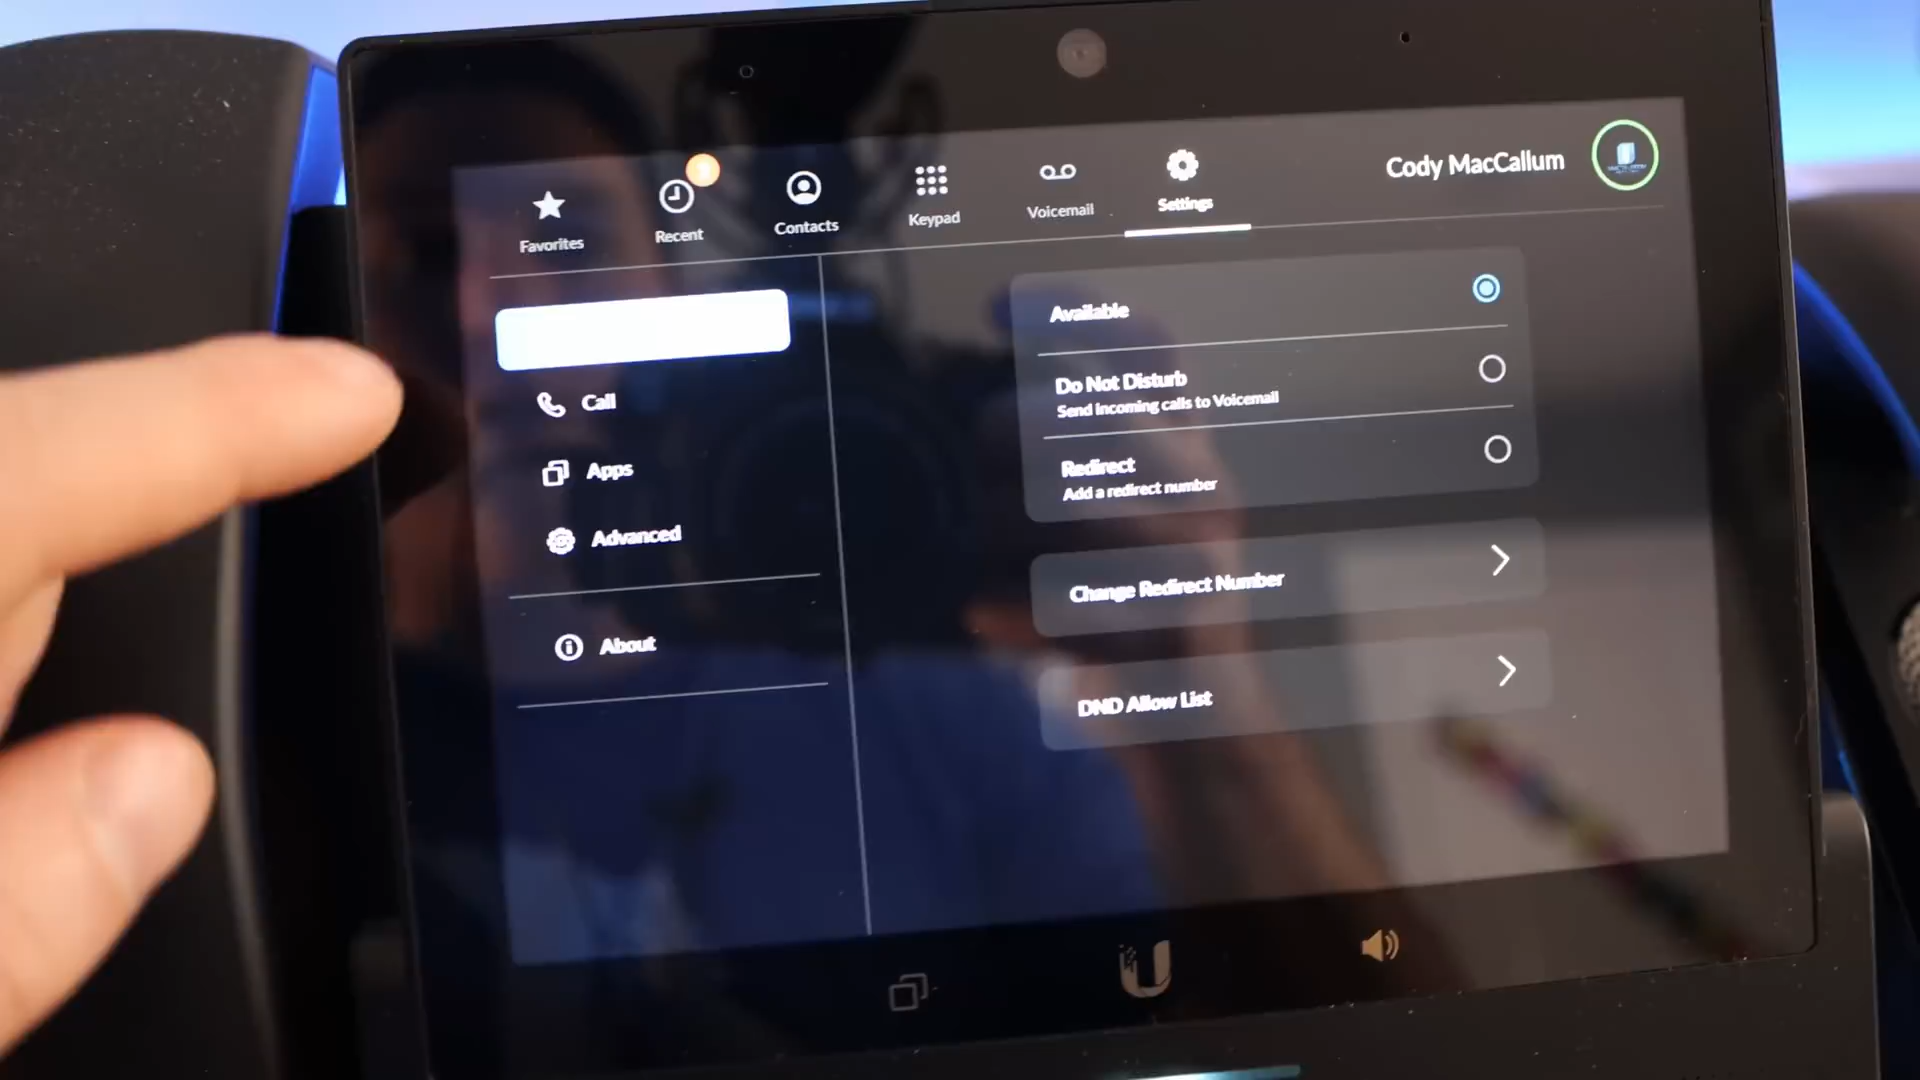 Favorites
Recent
Contacts
Keypad
Voicemail
Settings
Cody MacCallum
Call
Apps
Advanced
About
Available
Do Not Disturb
Send incoming calls to Voicemail
Redirect
Add a redirect number
Change Redirect Number
DND Allow List